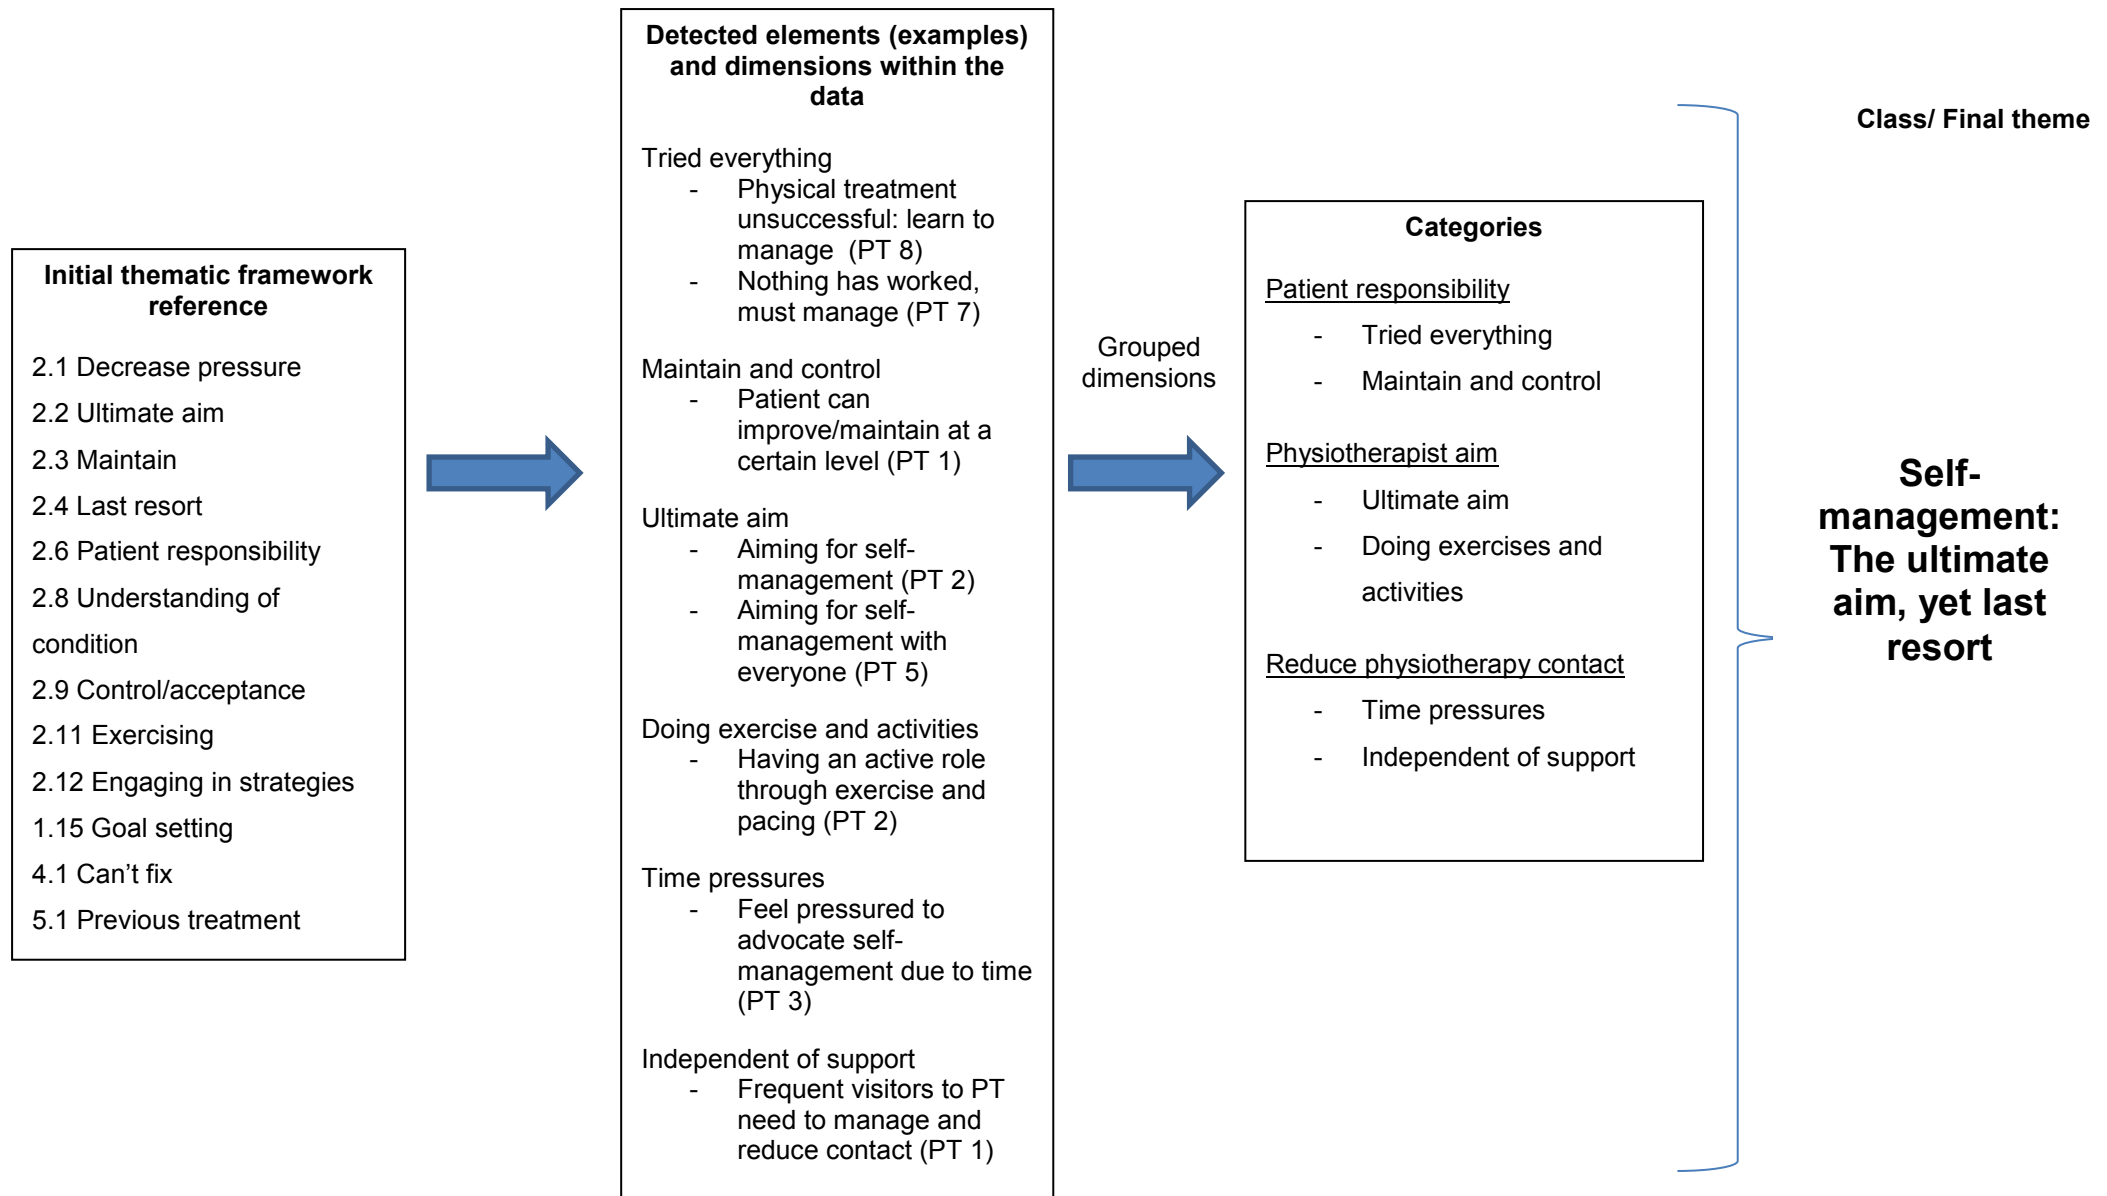 Initial thematic framework
reference
2.1 Decrease pressure
2.2 Ultimate aim
2.3 Maintain
2.4 Last resort
2.6 Patient responsibility
2.8 Understanding of
condition
2.9 Control/acceptance
2.11 Exercising
2.12 Engaging in strategies
1.15 Goal setting
4.1 Can’t fix
5.1 Previous treatment
Detected elements (examples)
and dimensions within the
data
Tried everything
- Physical treatment
unsuccessful: learn to
manage (PT 8)
- Nothing has worked,
must manage (PT 7)
Maintain and control
- Patient can
improve/maintain at a
certain level (PT 1)
Ultimate aim
- Aiming for self-
management (PT 2)
- Aiming for self-
management with
everyone (PT 5)
Doing exercise and activities
- Having an active role
through exercise and
pacing (PT 2)
Time pressures
- Feel pressured to
advocate self-
management due to time
(PT 3)
Independent of support
- Frequent visitors to PT
need to manage and
reduce contact (PT 1)
Grouped
dimensions
Categories
Patient responsibility
- Tried everything
- Maintain and control
Physiotherapist aim
- Ultimate aim
- Doing exercises and
activities
Reduce physiotherapy contact
- Time pressures
- Independent of support
Class/ Final theme
Self-
management:
The ultimate
aim, yet last
resort